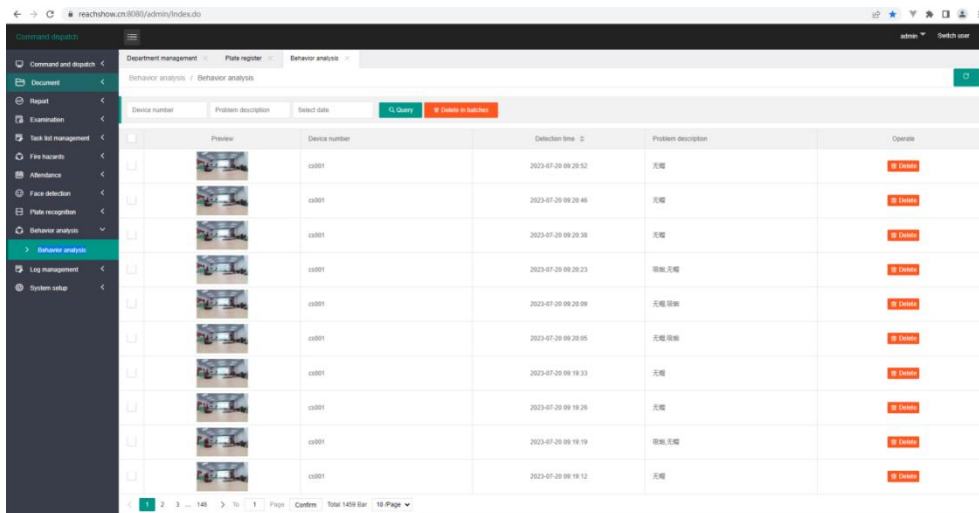 reachshow.cn:8080/admin/Index.do
Command dispatch
admin Switch user
Command and dispatch
Document
Report
Examination
Task list management
Fire hazards
Attendance
Face detection
Plate recognition
Behavior analysis
Behavior analysis
Log management
System setup
Department management Plate register Behavior analysis
Behavior analysis / Behavior analysis
Device number Problem description Select date Query Delete in batches
Preview Device number Detection time Problem description Operate
cs001 2023-07-20 09:20:52 无帽 Delete
cs001 2023-07-20 09:20:46 无帽 Delete
cs001 2023-07-20 09:20:38 无帽 Delete
cs001 2023-07-20 09:20:23 吸烟,无帽 Delete
cs001 2023-07-20 09:20:09 无帽,吸烟 Delete
cs001 2023-07-20 09:20:05 无帽,吸烟 Delete
cs001 2023-07-20 09:19:33 无帽 Delete
cs001 2023-07-20 09:19:26 无帽 Delete
cs001 2023-07-20 09:19:19 吸烟,无帽 Delete
cs001 2023-07-20 09:19:12 无帽 Delete
1 2 3 ... 146 To 1 Page Confirm Total 1459 Bar 10 /Page